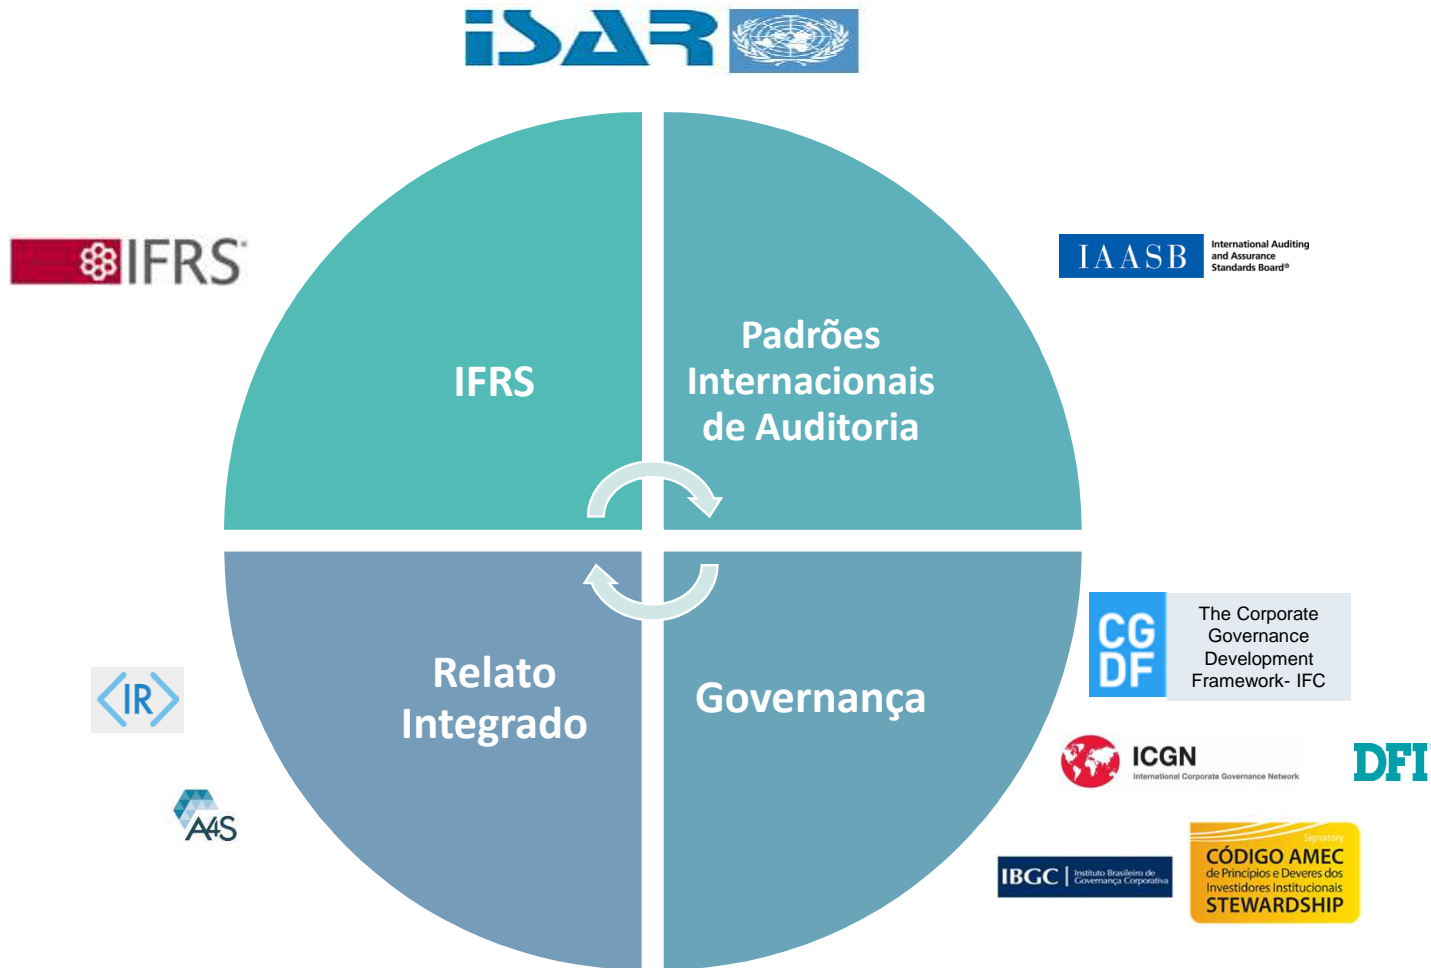 iSAR
IFRS
IFRS
Padrões
Internacionais
de Auditoria
IAASB
International Auditing
and Assurance
Standards Board®
Relato
Integrado
Governança
<IR>
A4S
CG
DF
The Corporate
Governance
Development
Framework- IFC
ICGN
International Corporate Governance Network
DFI
IBGC
Instituto Brasileiro de
Governança Corporativa
Signatory
CÓDIGO AMEC
de Princípios e Deveres dos
Investidores Institucionais
STEWARDSHIP